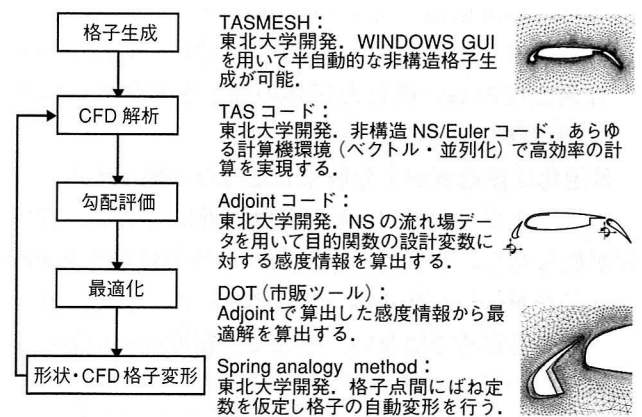 格子生成
CFD 解析
勾配評価
最適化
形状・CFD 格子変形
TASMESH：
東北大学開発．WINDOWS GUI
を用いて半自動的な非構造格子生
成が可能．
TAS コード：
東北大学開発．非構造 NS/Euler コード．あらゆ
る計算機環境（ベクトル・並列化）で高効率の計
算を実現する．
Adjoint コード：
東北大学開発．NS の流れ場デー
タを用いて目的関数の設計変数に
対する感度情報を算出する．
DOT（市販ツール）：
Adjoint で算出した感度情報から最
適解を算出する．
Spring analogy method：
東北大学開発．格子点間にばね定
数を仮定し格子の自動変形を行う．